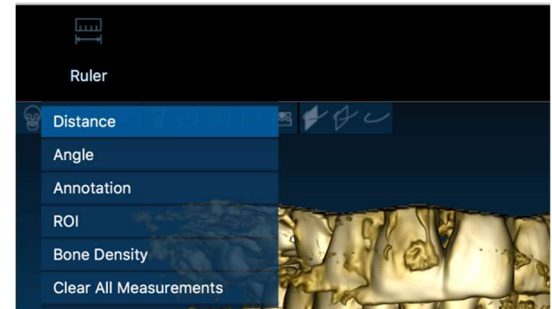 Ruler
Distance
Angle
Annotation
ROI
Bone Density
Clear All Measurements